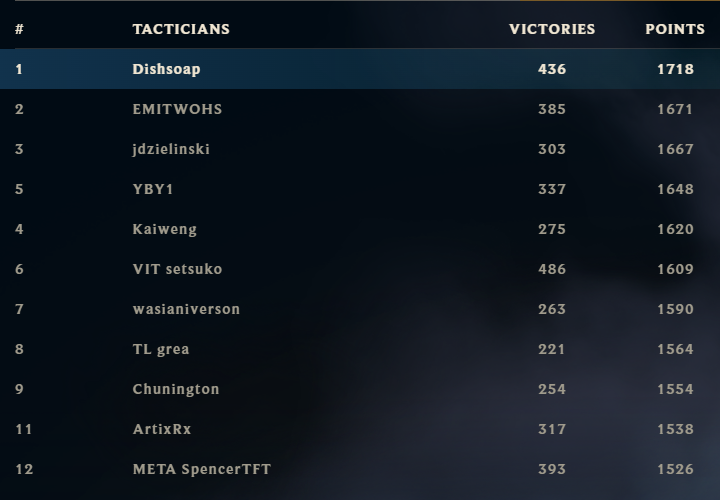 # TACTICIANS VICTORIES POINTS
1 Dishsoap 436 1718
2 EMITWOHS 385 1671
3 jdzielinski 303 1667
5 YBY1 337 1648
4 Kaiweng 275 1620
6 VIT setsuko 486 1609
7 wasianiverson 263 1590
8 TL grea 221 1564
9 Chunington 254 1554
11 ArtixRx 317 1538
12 META SpencerTFT 393 1526